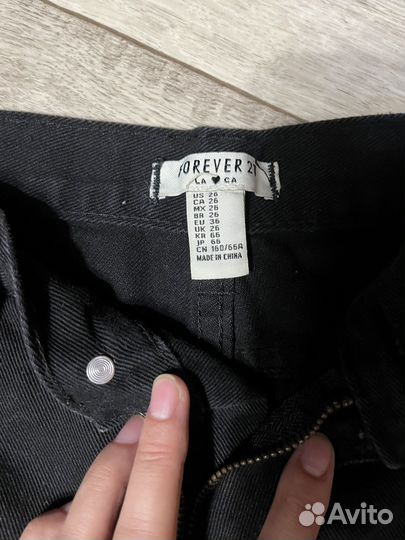 FOREVER 21
LA ♥ CA
US 26
CA 26
MX 26
BR 26
EU 36
UK 26
KR 66
JP 66
CN 160/66A
MADE IN CHINA
Avito